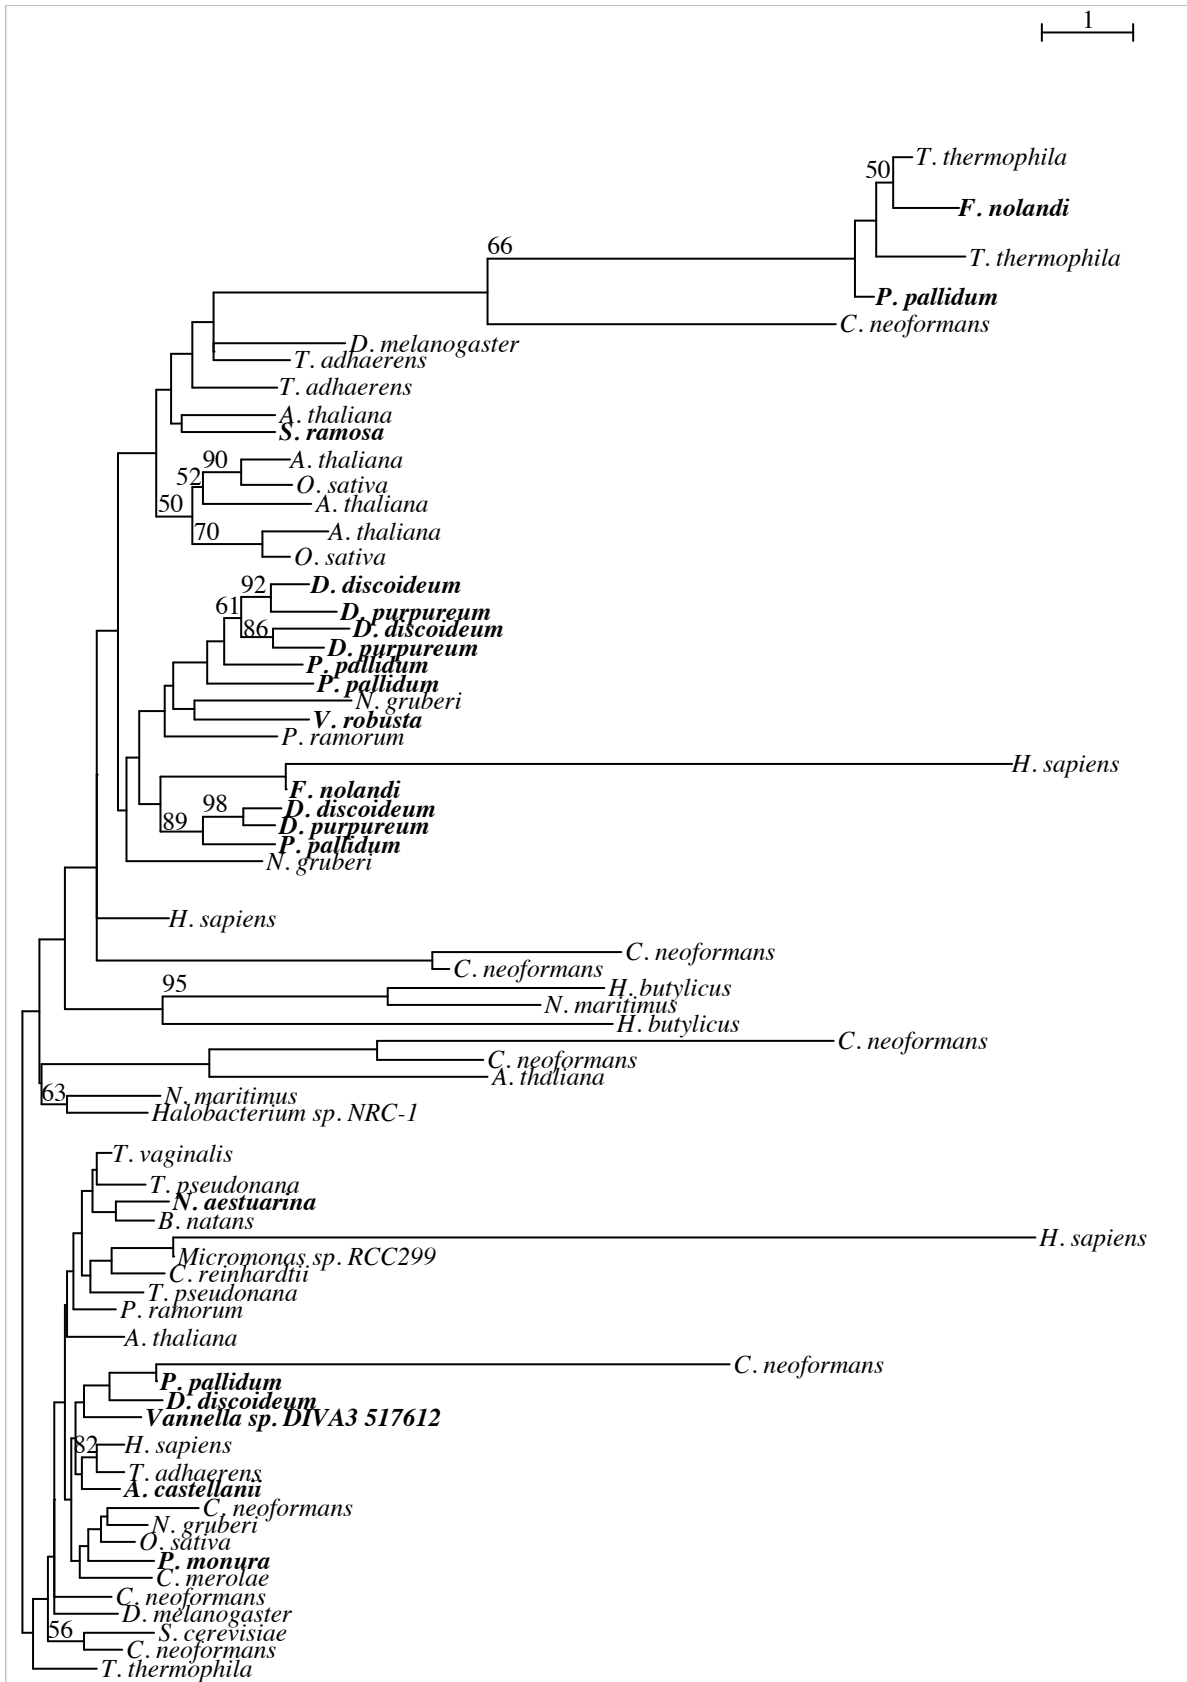 1
T. thermophila
50
F. nolandi
66
T. thermophila
P. pallidum
C. neoformans
D. melanogaster
T. adhaerens
T. adhaerens
A. thaliana
S. ramosa
90
A. thaliana
52
O. sativa
50
A. thaliana
70
A. thaliana
O. sativa
92
D. discoideum
61
D. purpureum
86
D. discoideum
D. purpureum
P. pallidum
P. pallidum
N. gruberi
V. robusta
P. ramorum
H. sapiens
F. nolandi
98
D. discoideum
89
D. purpureum
P. pallidum
N. gruberi
H. sapiens
C. neoformans
C. neoformans
95
H. butylicus
N. maritimus
H. butylicus
C. neoformans
C. neoformans
A. thaliana
63
N. maritimus
Halobacterium sp. NRC-1
T. vaginalis
T. pseudonana
N. aestuarina
B. natans
H. sapiens
Micromonas sp. RCC299
C. reinhardtii
T. pseudonana
P. ramorum
A. thaliana
C. neoformans
P. pallidum
D. discoideum
Vannella sp. DIVA3 517612
82
H. sapiens
T. adhaerens
A. castellanii
C. neoformans
N. gruberi
O. sativa
P. monura
C. merolae
C. neoformans
D. melanogaster
56
S. cerevisiae
C. neoformans
T. thermophila